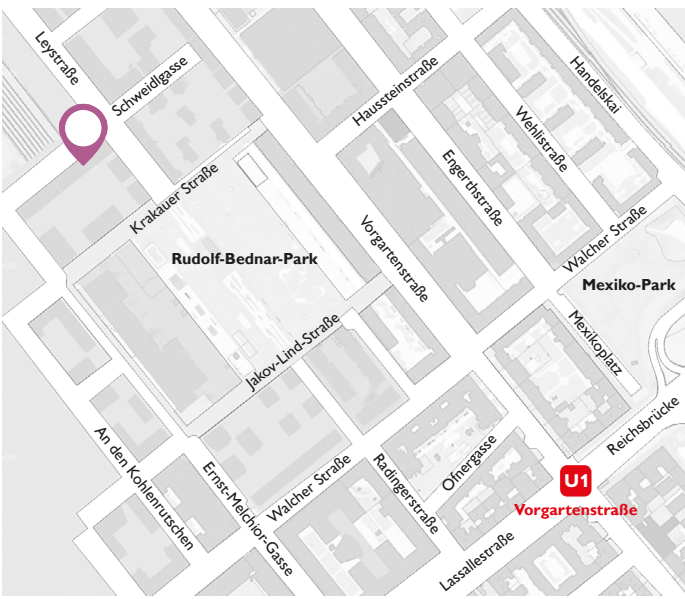 Leystraße
Schweidlgasse
Haussteinstraße
Handelskai
Wehlistraße
Engerthstraße
Krakauer Straße
Rudolf-Bednar-Park
Vorgartenstraße
Walcher Straße
Mexiko-Park
Jakov-Lind-Straße
Mexikoplatz
Reichsbrücke
An den Kohlenrutschen
Ernst-Melchior-Gasse
Walcher Straße
Radingerstraße
Ofnergasse
U1
Vorgartenstraße
Lassallestraße